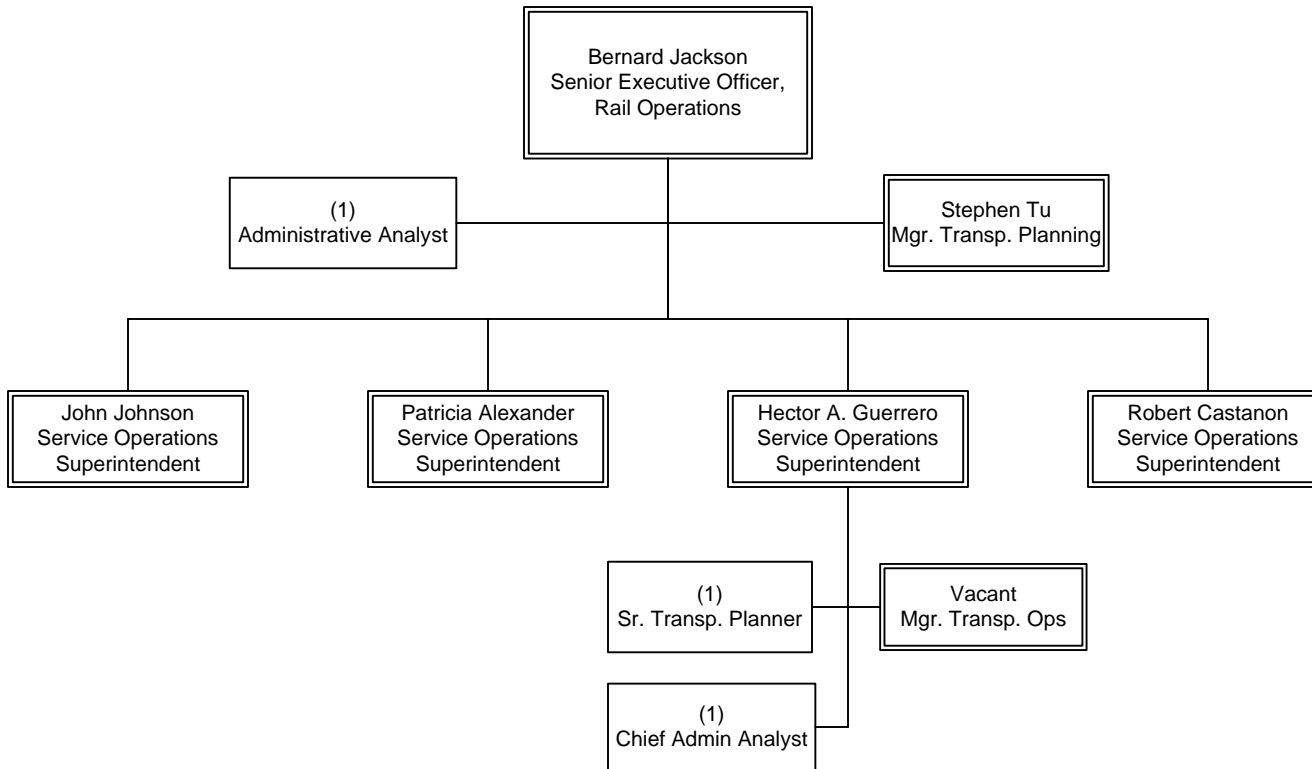 Bernard Jackson
Senior Executive Officer,
Rail Operations
(1)
Administrative Analyst
Stephen Tu
Mgr. Transp. Planning
John Johnson
Service Operations
Superintendent
Patricia Alexander
Service Operations
Superintendent
Hector A. Guerrero
Service Operations
Superintendent
Robert Castanon
Service Operations
Superintendent
(1)
Sr. Transp. Planner
Vacant
Mgr. Transp. Ops
(1)
Chief Admin Analyst